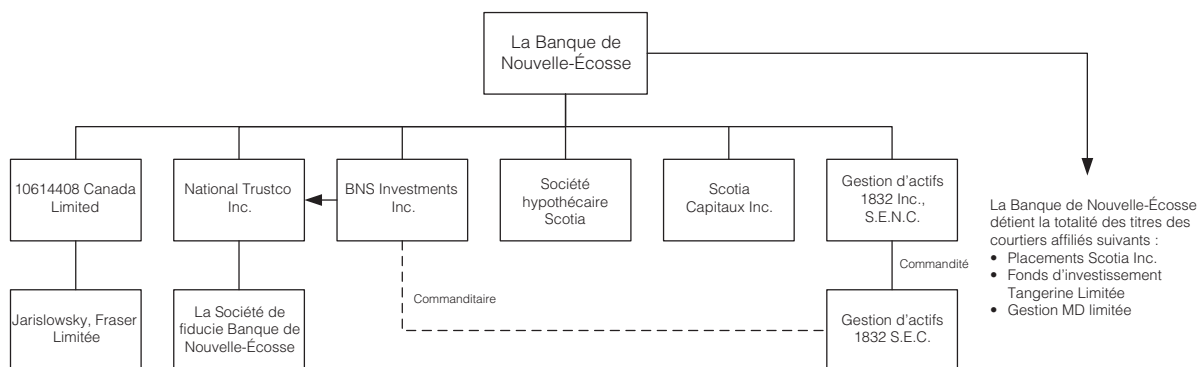 La Banque de
Nouvelle-Écosse
10614408 Canada
Limited
National Trustco
Inc.
BNS Investments
Inc.
Société
hypothécaire
Scotia
Scotia
Capitaux Inc.
Gestion d'actifs
1832 Inc.,
S.E.N.C.
La Banque de Nouvelle-Écosse
détient la totalité des titres des
courtiers affiliés suivants :
• Placements Scotia Inc.
• Fonds d'investissement
Tangerine Limitée
• Gestion MD limitée
Commandité
Commanditaire
Jarislowsky, Fraser
Limitée
La Société de
fiducie Banque de
Nouvelle-Écosse
Gestion d'actifs
1832 S.E.C.